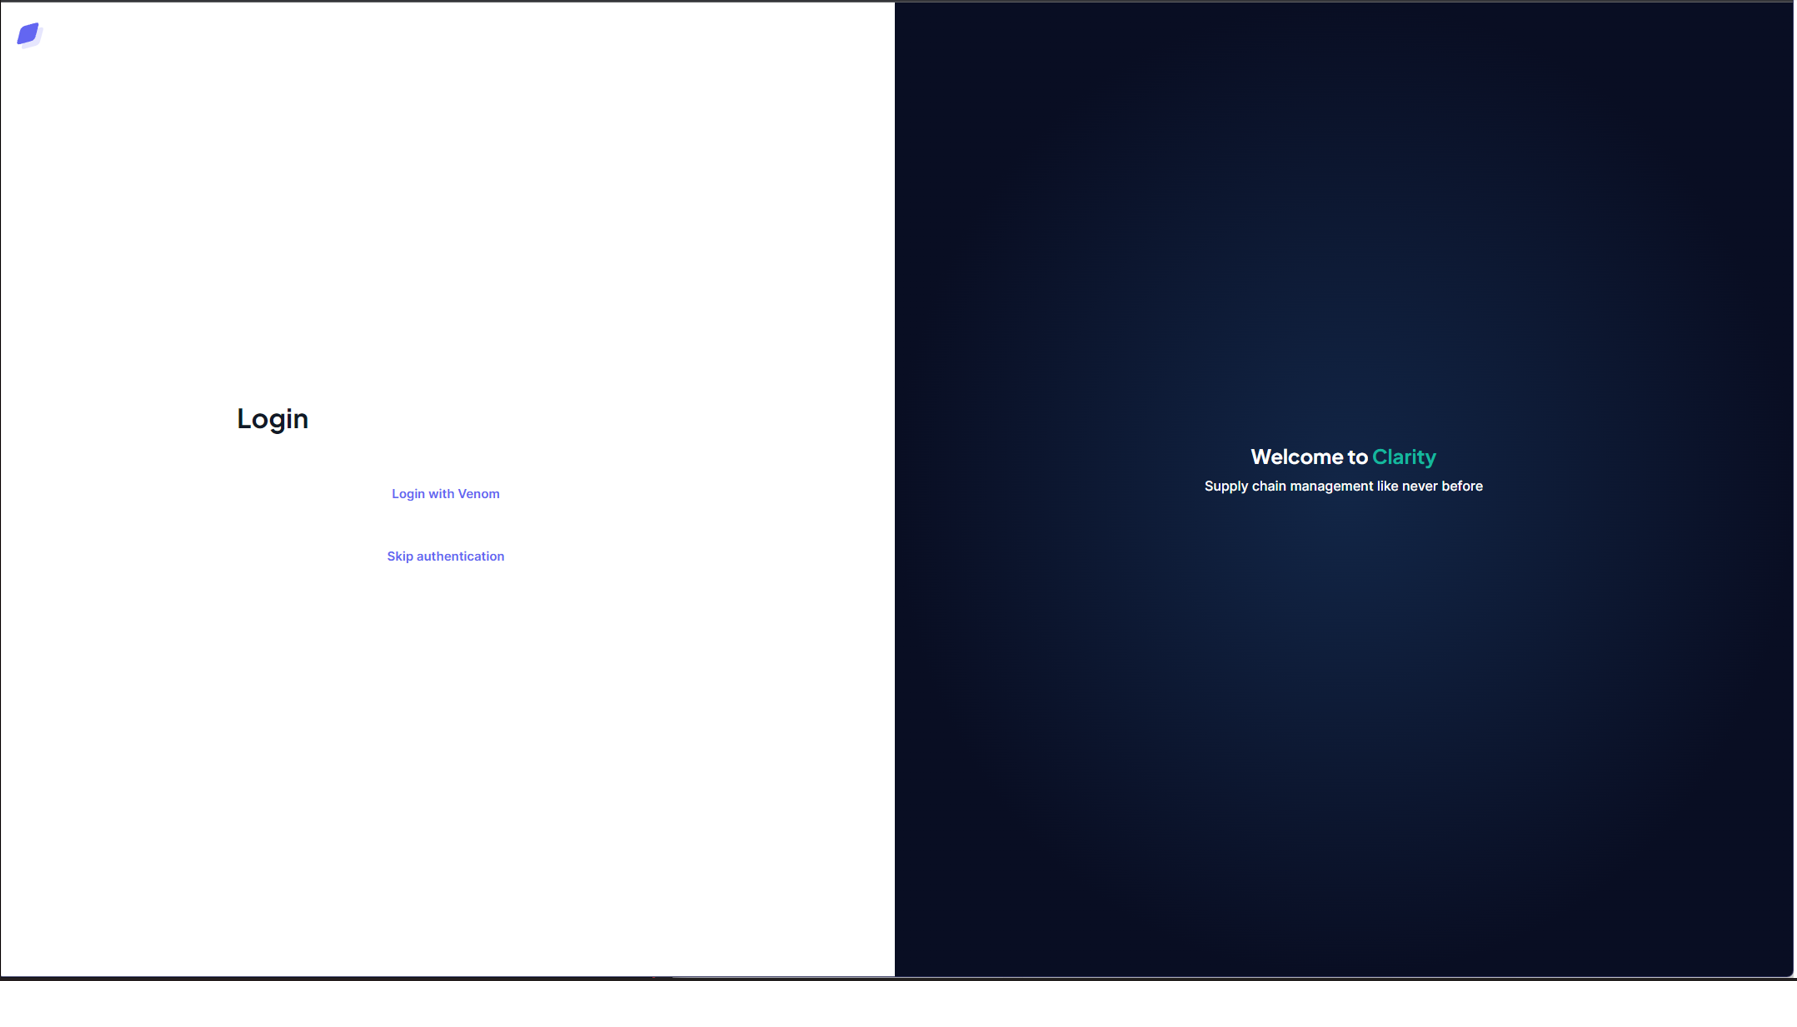 Login
Login with Venom
Skip authentication
Welcome to Clarity
Supply chain management like never before